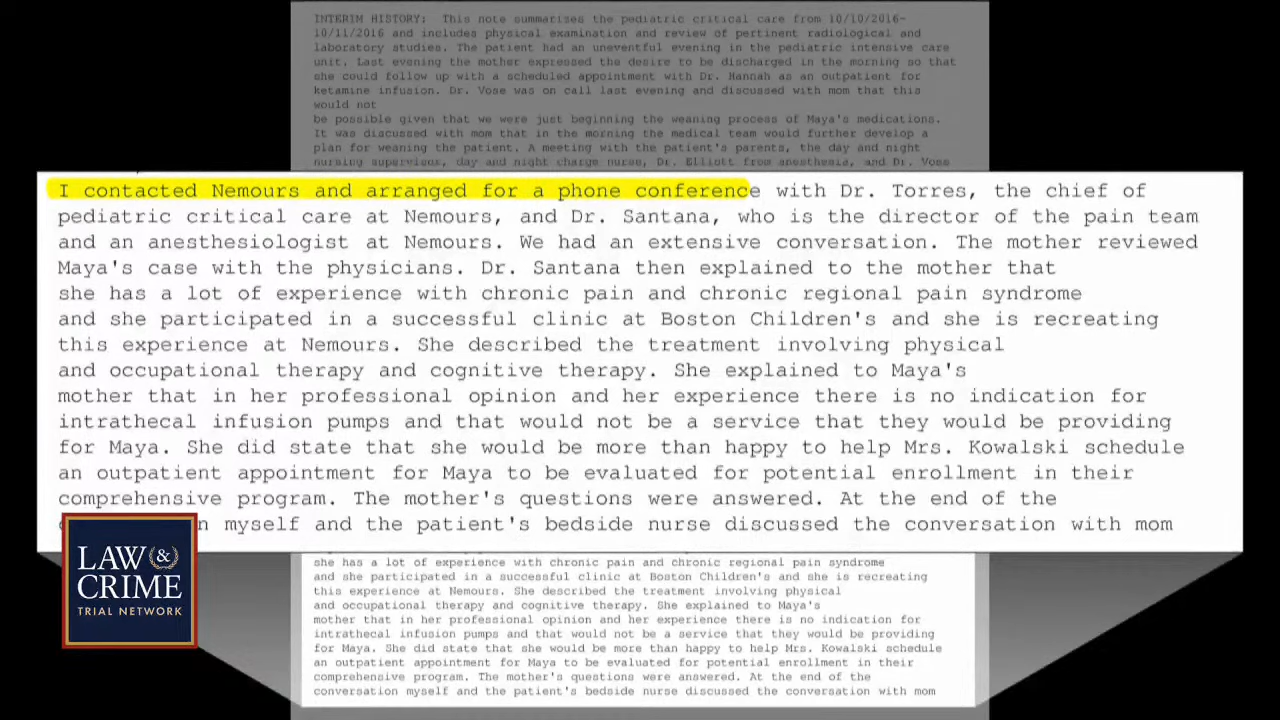 INTERIM HISTORY: This note summarizes the pediatric critical care from 10/10/2016-
10/11/2016 and includes physical examination and review of pertinent radiological and
laboratory studies. The patient had an uneventful evening in the pediatric intensive care
unit. Last evening the mother expressed the desire to be discharged in the morning so that
she could follow up with a scheduled appointment with Dr. Hannah as an outpatient for
ketamine infusion. Dr. Vose was on call last evening and discussed with mom that this
would not
be possible given that we were just beginning the weaning process of Maya's medications.
It was discussed with mom that in the morning the medical team would further develop a
plan for weaning the patient. A meeting with the patient's parents, the day and night
nursing supervisor, day and night charge nurse, Dr. Elliott from anesthesia, and Dr. Vose
I contacted Nemours and arranged for a phone conference with Dr. Torres, the chief of
pediatric critical care at Nemours, and Dr. Santana, who is the director of the pain team
and an anesthesiologist at Nemours. We had an extensive conversation. The mother reviewed
Maya's case with the physicians. Dr. Santana then explained to the mother that
she has a lot of experience with chronic pain and chronic regional pain syndrome
and she participated in a successful clinic at Boston Children's and she is recreating
this experience at Nemours. She described the treatment involving physical
and occupational therapy and cognitive therapy. She explained to Maya's
mother that in her professional opinion and her experience there is no indication for
intrathecal infusion pumps and that would not be a service that they would be providing
for Maya. She did state that she would be more than happy to help Mrs. Kowalski schedule
an outpatient appointment for Maya to be evaluated for potential enrollment in their
comprehensive program. The mother's questions were answered. At the end of the
myself and the patient's bedside nurse discussed the conversation with mom
LAW &
CRIME
TRIAL NETWORK
she has a lot of experience with chronic pain and chronic regional pain syndrome
and she participated in a successful clinic at Boston Children's and she is recreating
this experience at Nemours. She described the treatment involving physical
and occupational therapy and cognitive therapy. She explained to Maya's
mother that in her professional opinion and her experience there is no indication for
intrathecal infusion pumps and that would not be a service that they would be providing
for Maya. She did state that she would be more than happy to help Mrs. Kowalski schedule
an outpatient appointment for Maya to be evaluated for potential enrollment in their
comprehensive program. The mother's questions were answered. At the end of the
conversation myself and the patient's bedside nurse discussed the conversation with mom